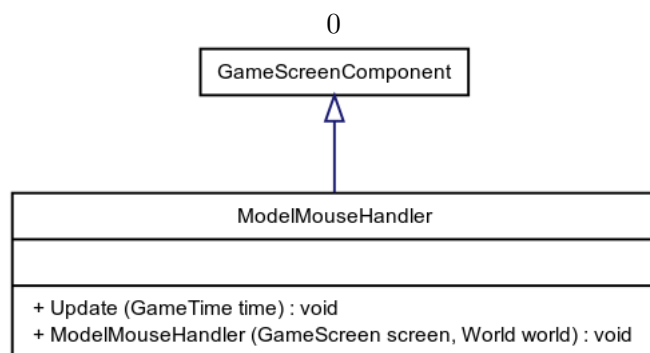 0
GameScreenComponent
ModelMouseHandler
+ Update (GameTime time) : void
+ ModelMouseHandler (GameScreen screen, World world) : void